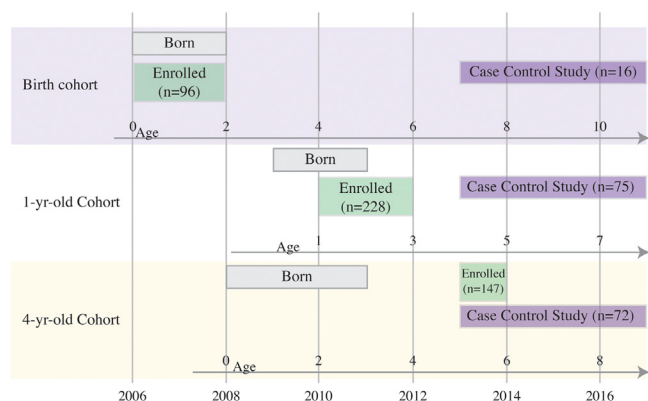 Born
Birth cohort
Enrolled
(n=96)
Case Control Study (n=16)
0 2 4 6 8 10
Age
Born
1-yr-old Cohort
Enrolled
(n=228)
Case Control Study (n=75)
1 3 5 7
Age
Born
Enrolled
(n=147)
4-yr-old Cohort
Case Control Study (n=72)
0 2 4 6 8
Age
2006 2008 2010 2012 2014 2016